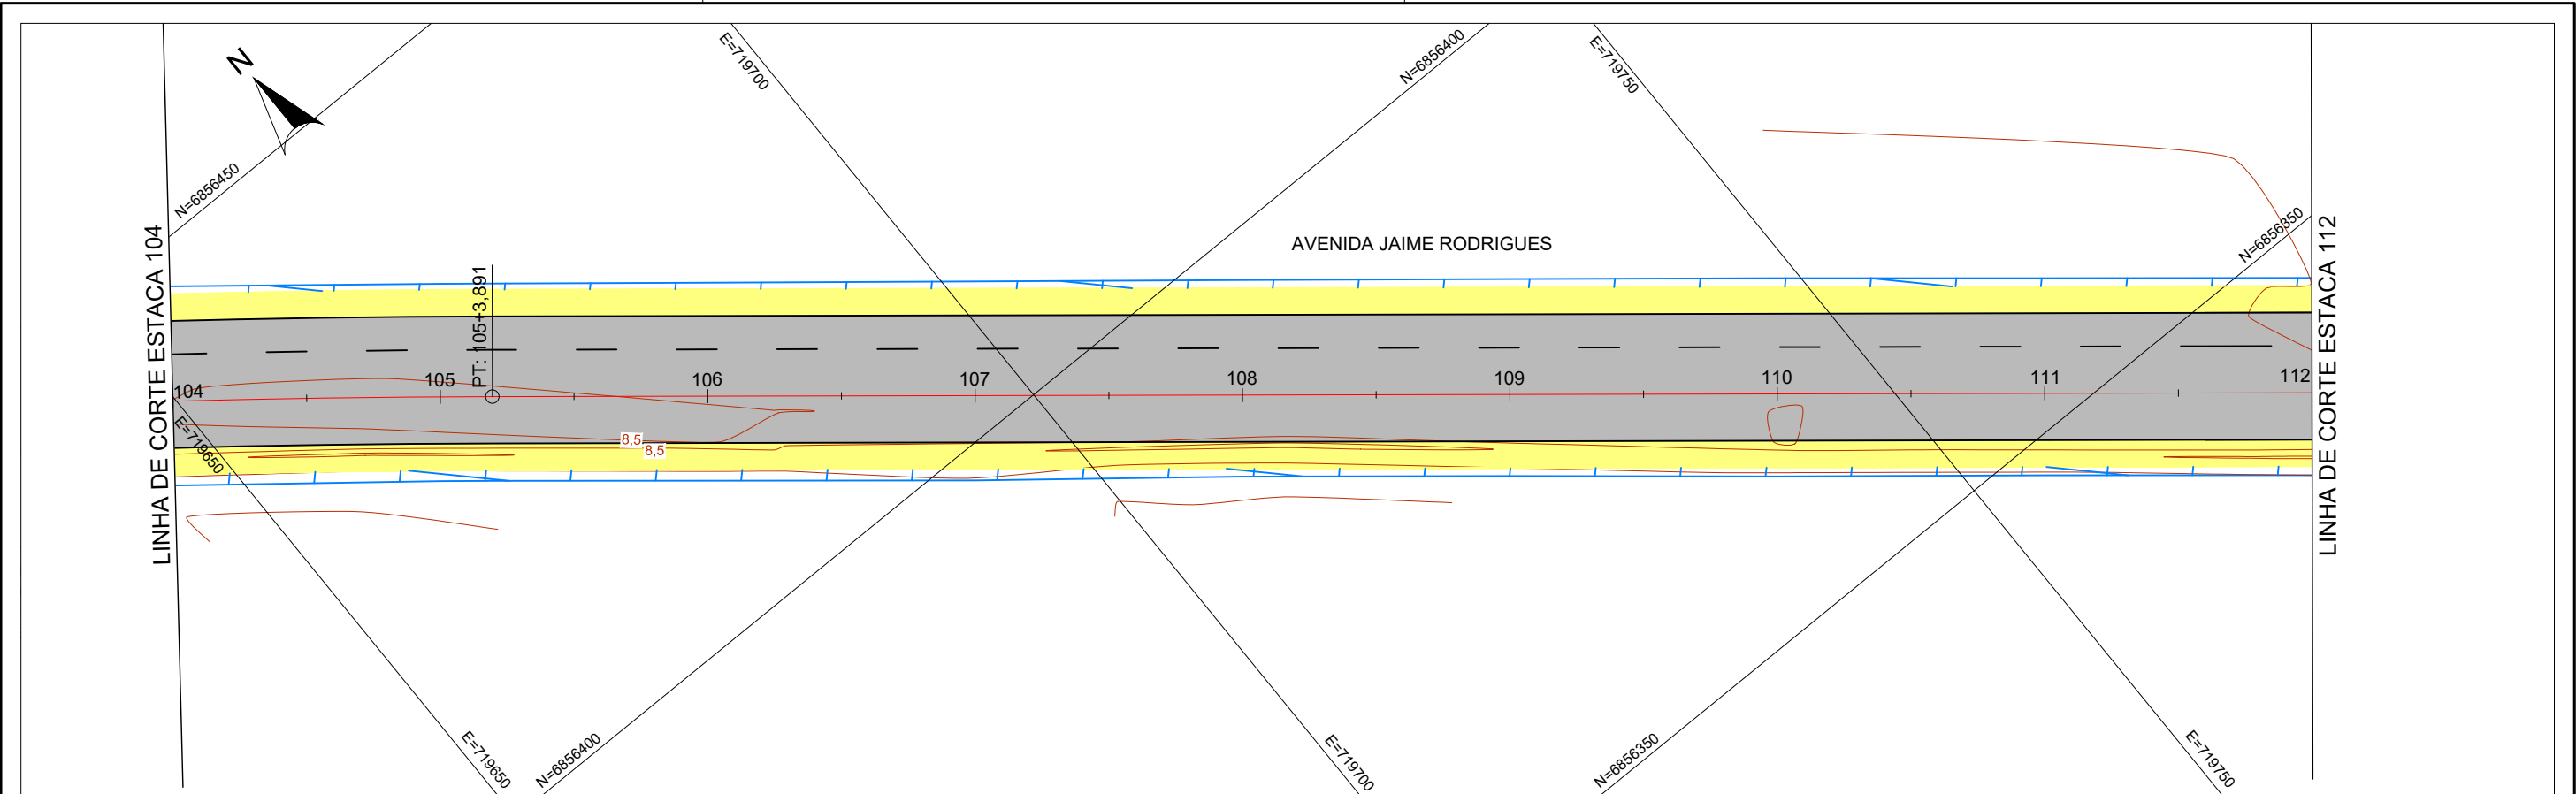 N
E=719700
N=6856400
E=719750
N=6856450
AVENIDA JAIME RODRIGUES
N=6856350
LINHA DE CORTE ESTACA 104
PT: 105+3,891
LINHA DE CORTE ESTACA 112
104
105
106
107
108
109
110
111
112
E=719650
8,5
8,5
E=719650
N=6856400
E=719700
N=6856350
E=719750